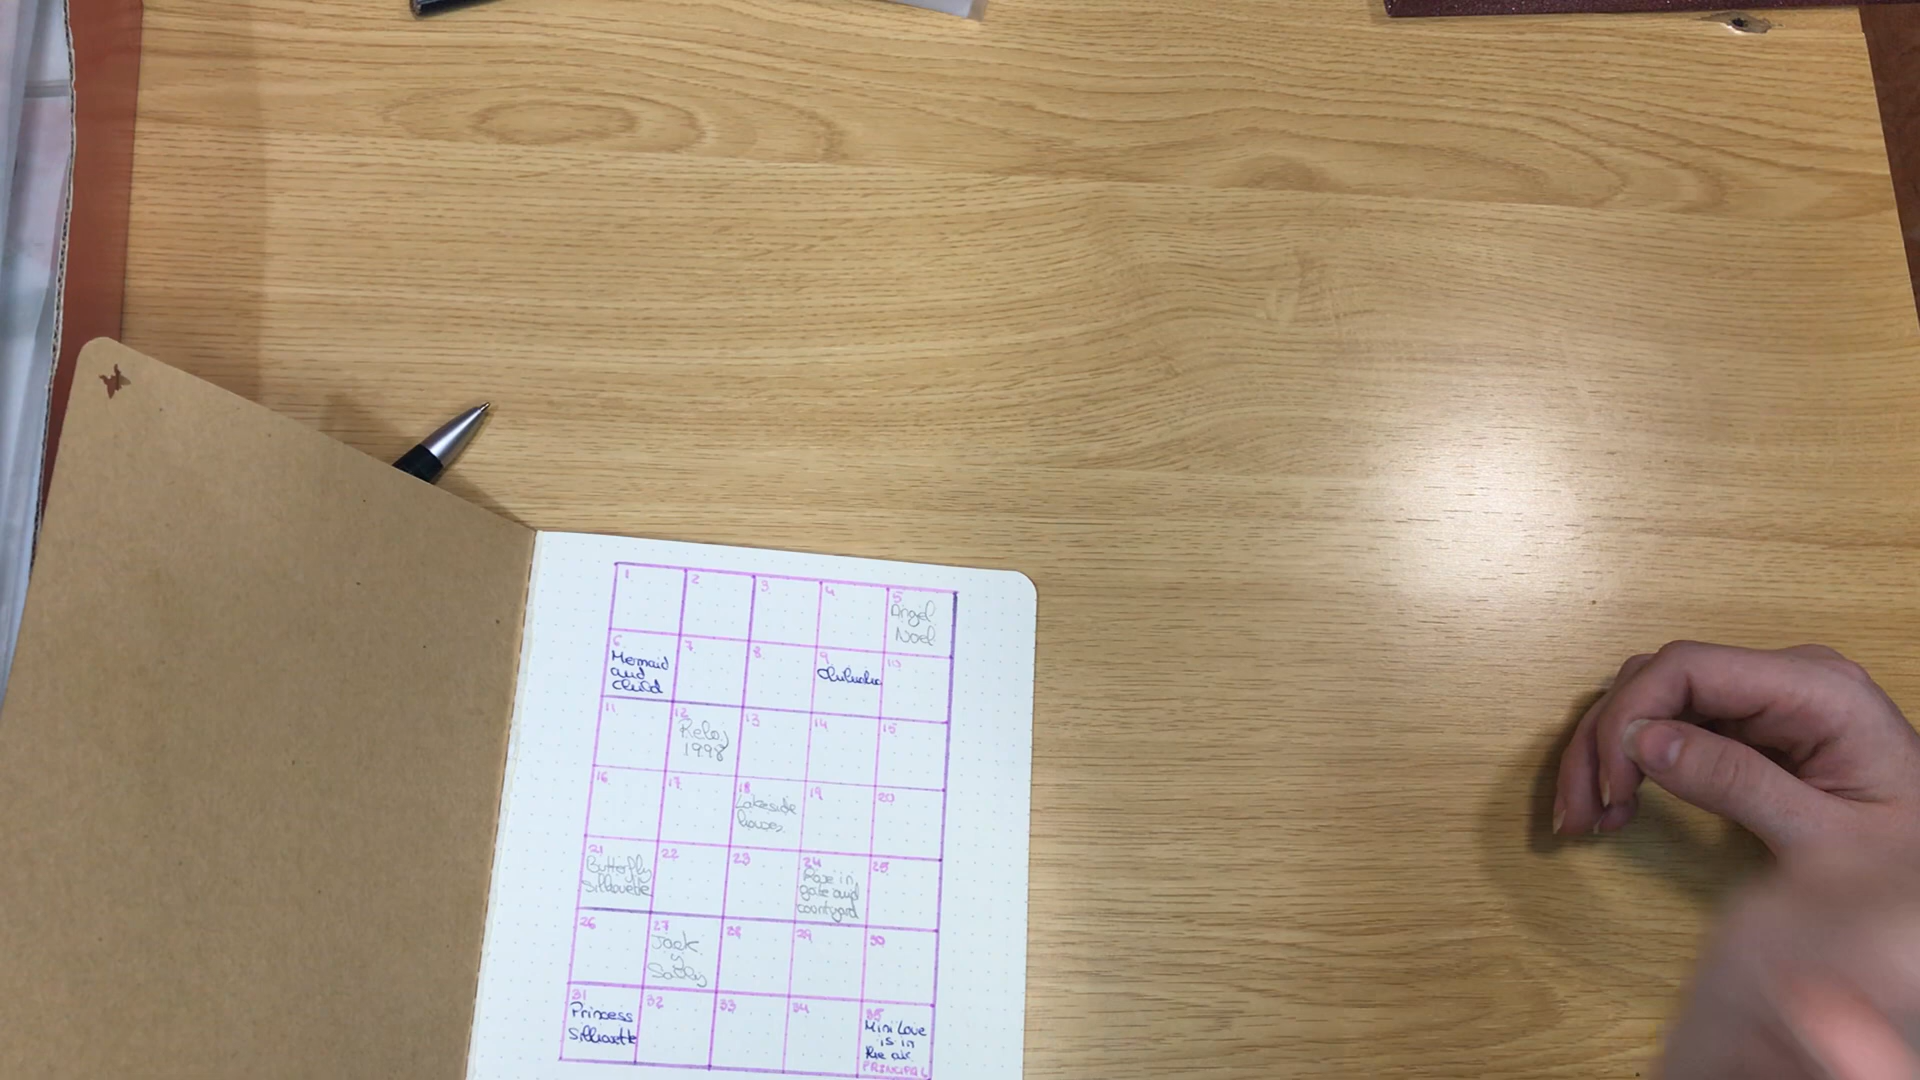 1. 2. 3. 4 5
Angel
Noel
6. 7. 8. 9 10
Mermaid
and
Child
11 12 13 14 15
Reloj
1998
16 17 18 19 20
Lakeside
houses
21 22 23 24 25
Butterfly
Silhouette
Rose in
gate and
courtyard
26 27 28 29 30
Jack
y
Sally
31 32 33 34 35
Princess
Silhouette
Mini Love
is in
the air
PRINCIPAL